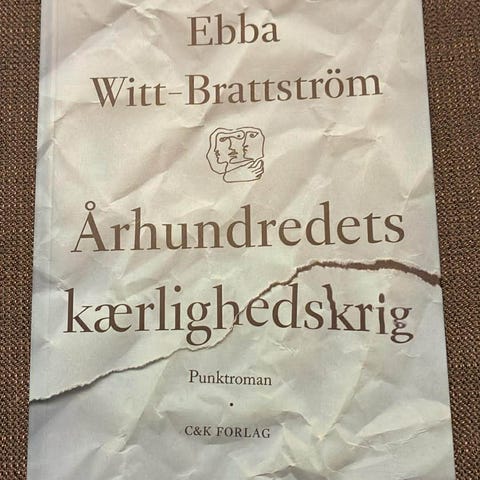 Ebba
Witt-Brattström
Århundredets
kærlighedskrig
Punktroman
•
C&K FORLAG